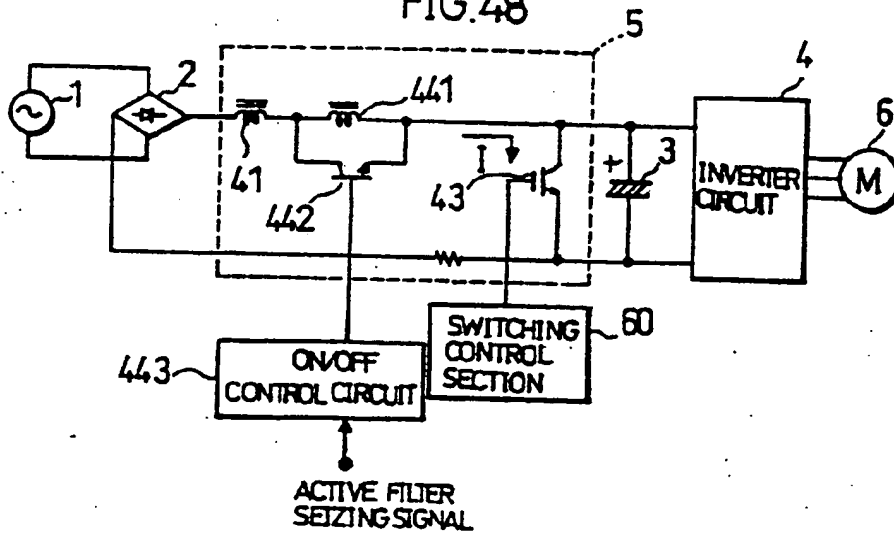 FIG.48
5
1
2
441
4
6
41
442
43
I
+
3
INVERTER
CIRCUIT
M
443
ON/OFF
CONTROL CIRCUIT
SWITCHING
CONTROL
SECTION
60
ACTIVE FILTER
SEIZING SIGNAL